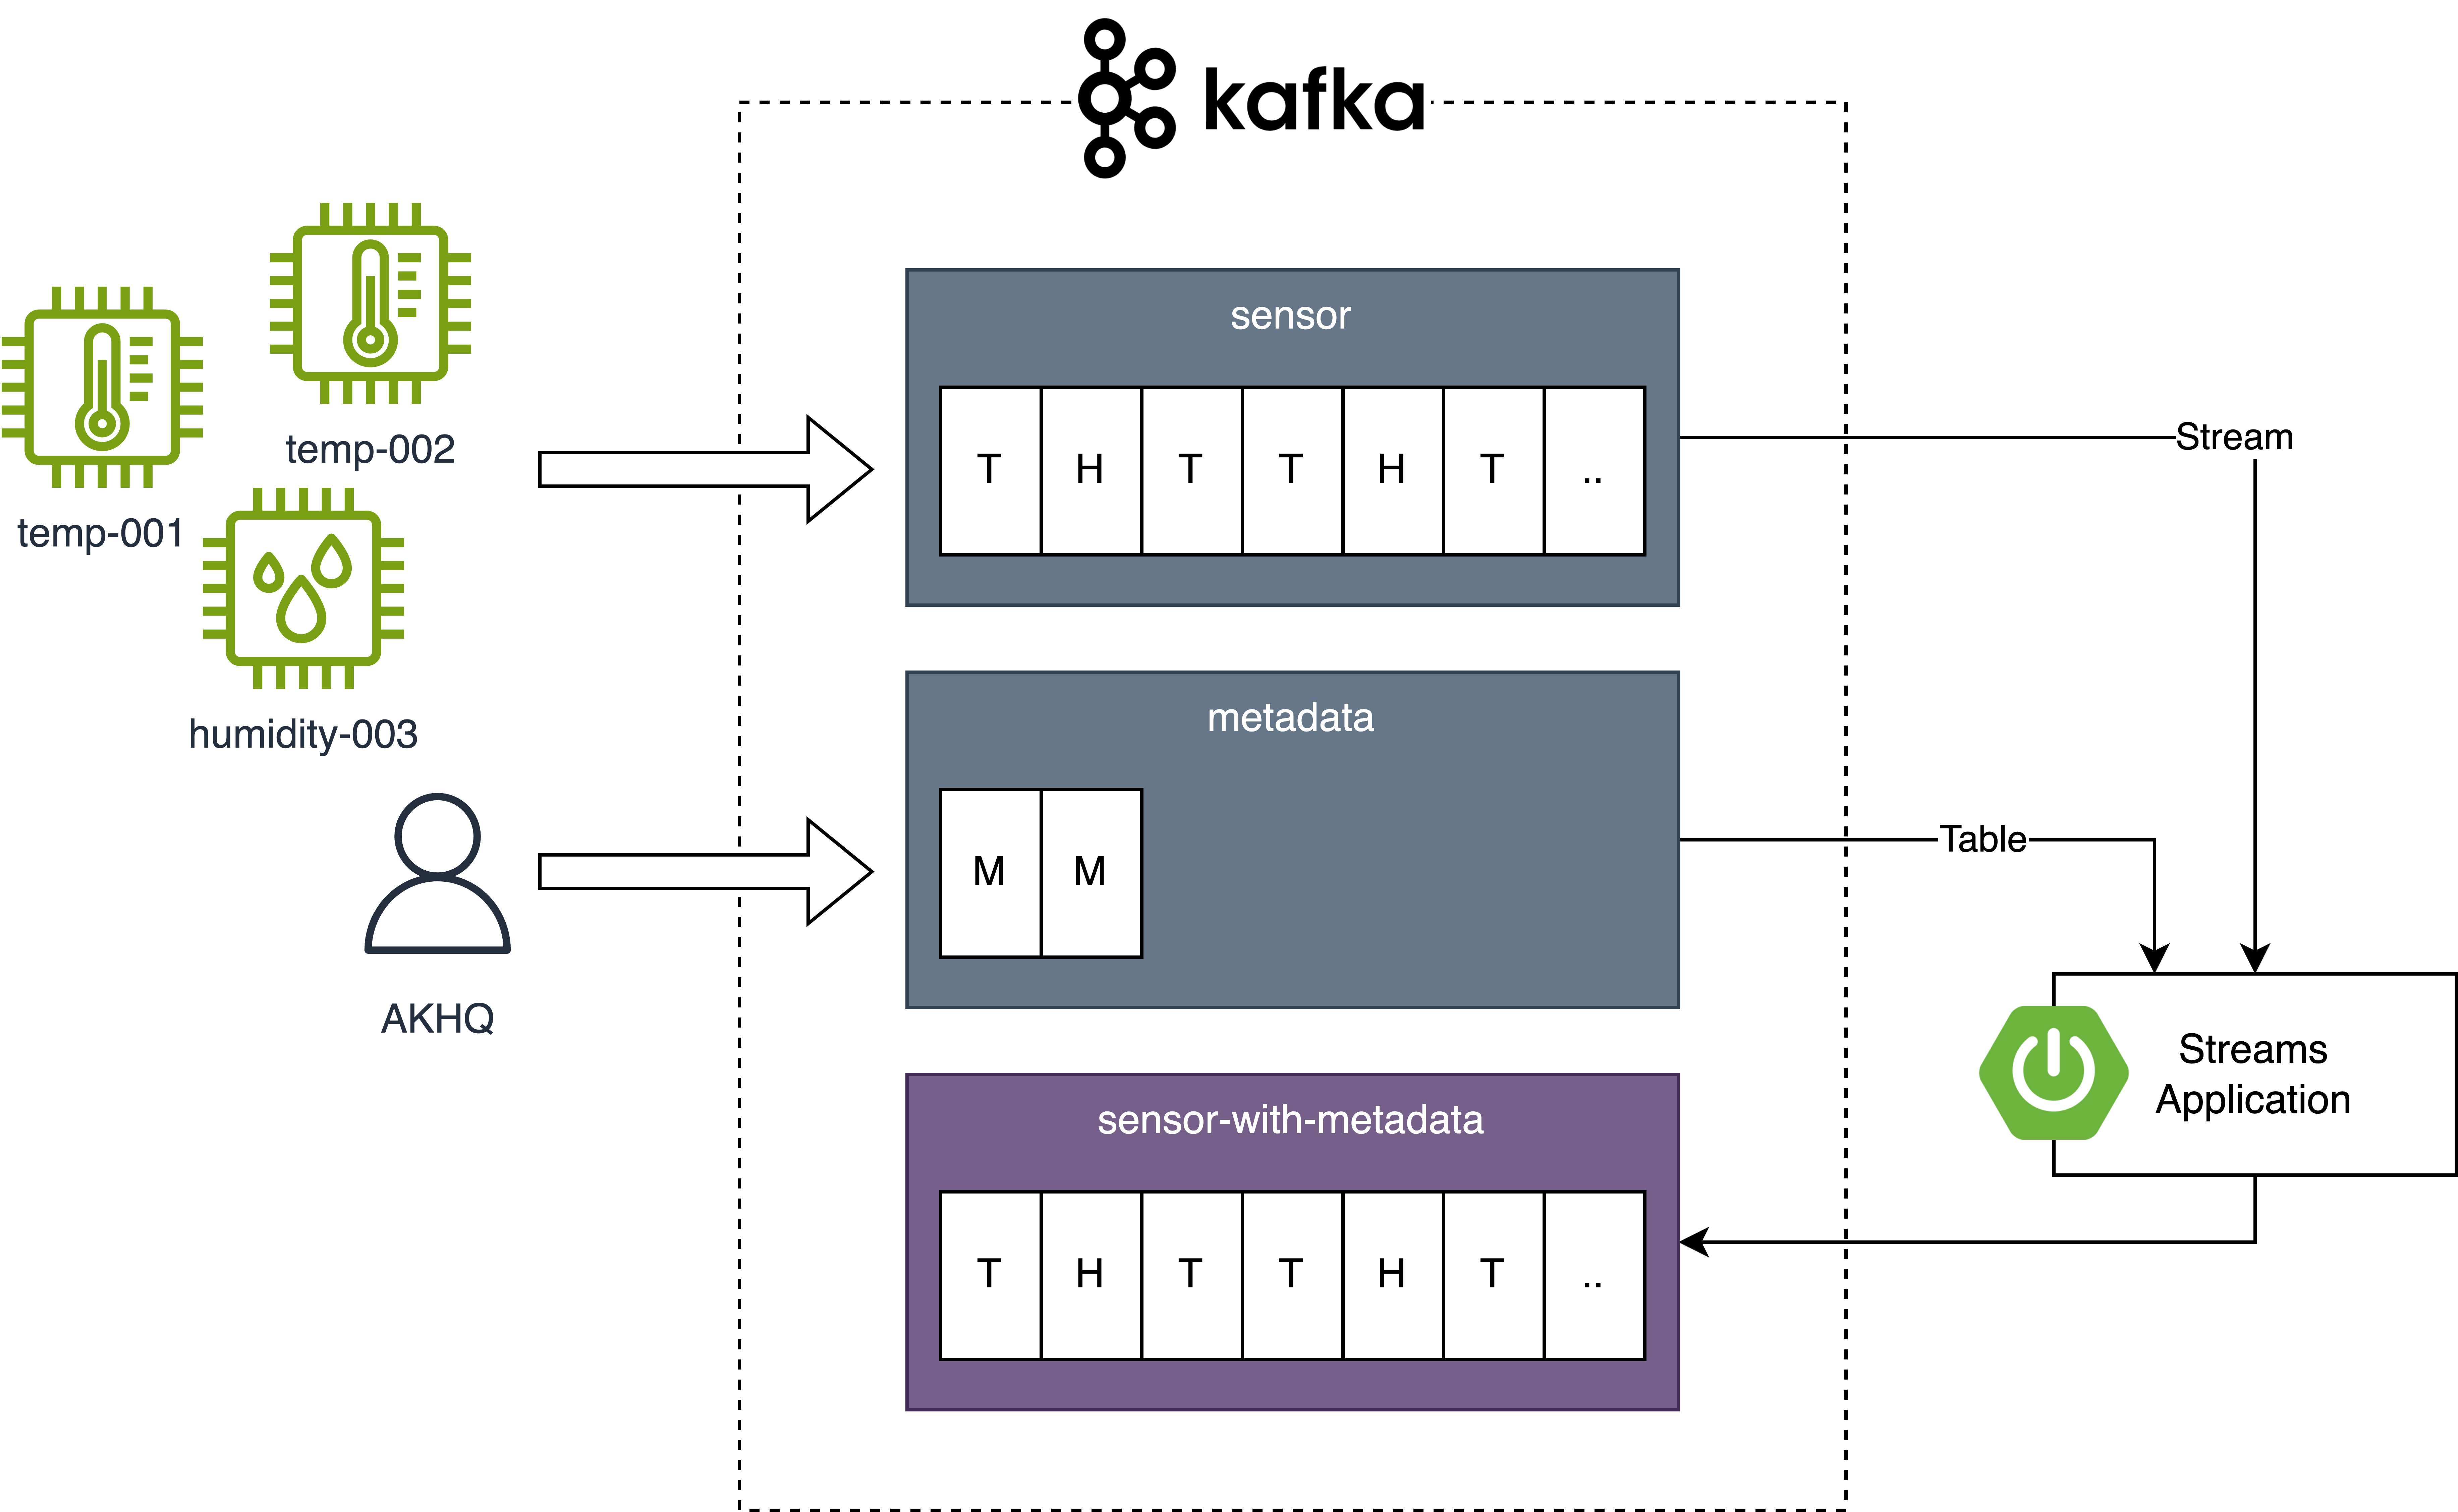 kafka
temp-002
temp-001
humidity-003
AKHQ
sensor
T H T T H T ..
metadata
M M
sensor-with-metadata
T H T T H T ..
Stream
Table
Streams
Application